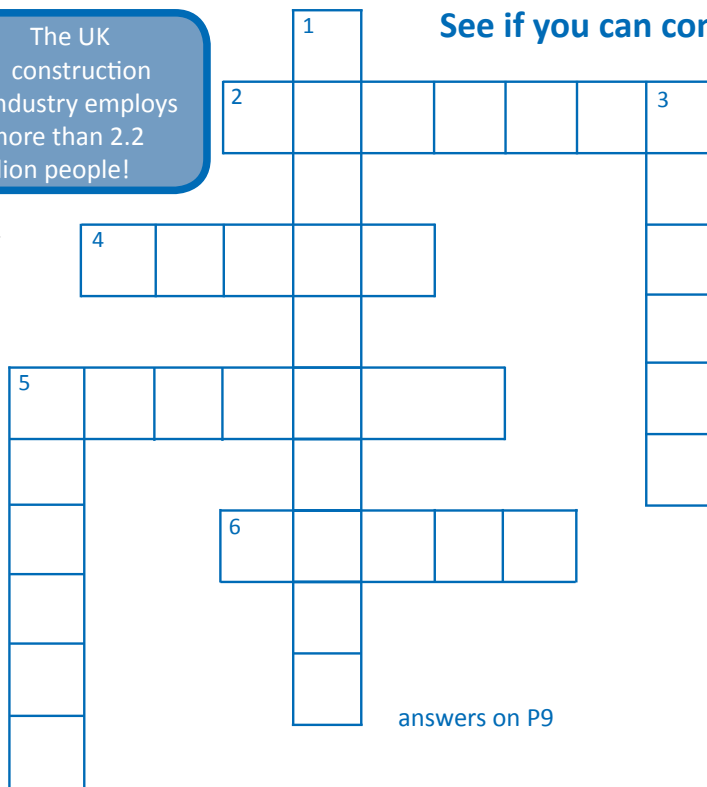 The UK
construction
ndustry employs
ore than 2.2
lion people!
See if you can cor
1
2
3
4
5
6
answers on P9